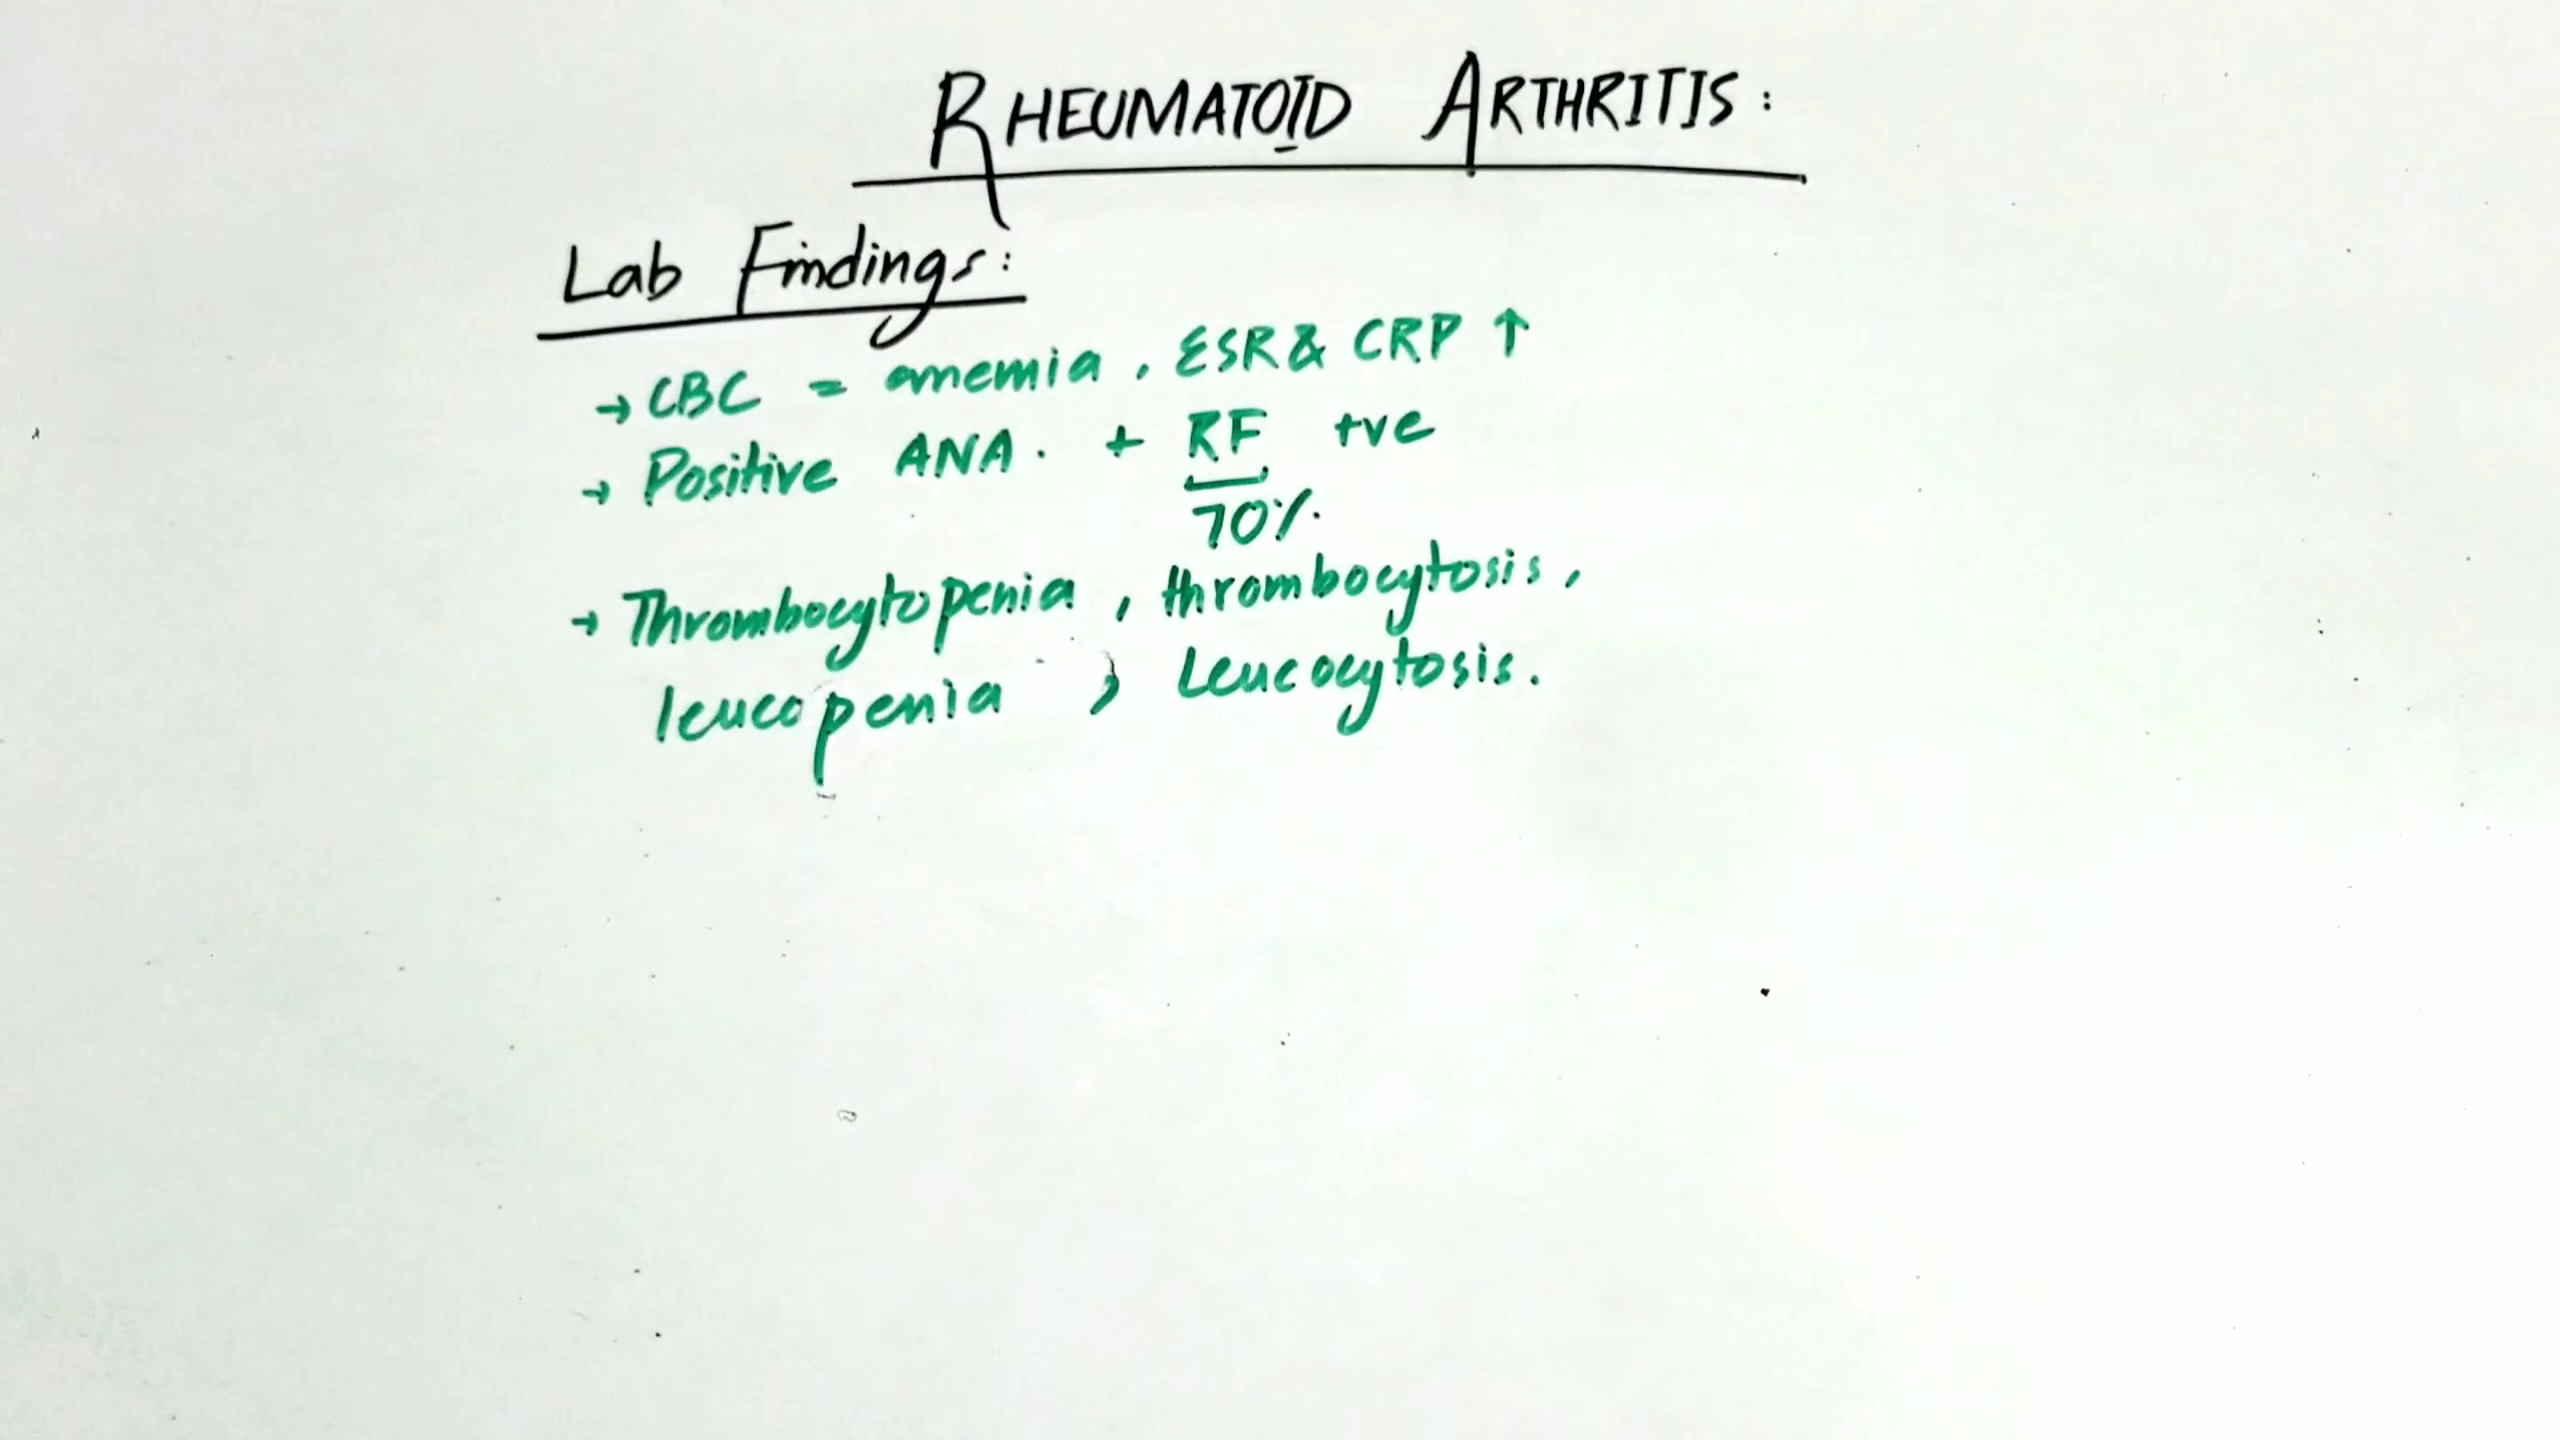 RHEUMATOID ARTHRITIS:
Lab Findings:
→ CBC = anemia, ESR & CRP ↑
→ Positive ANA. + RF +ve
70%.
→ Thrombocytopenia, thrombocytosis,
leucopenia, Leucocytosis.